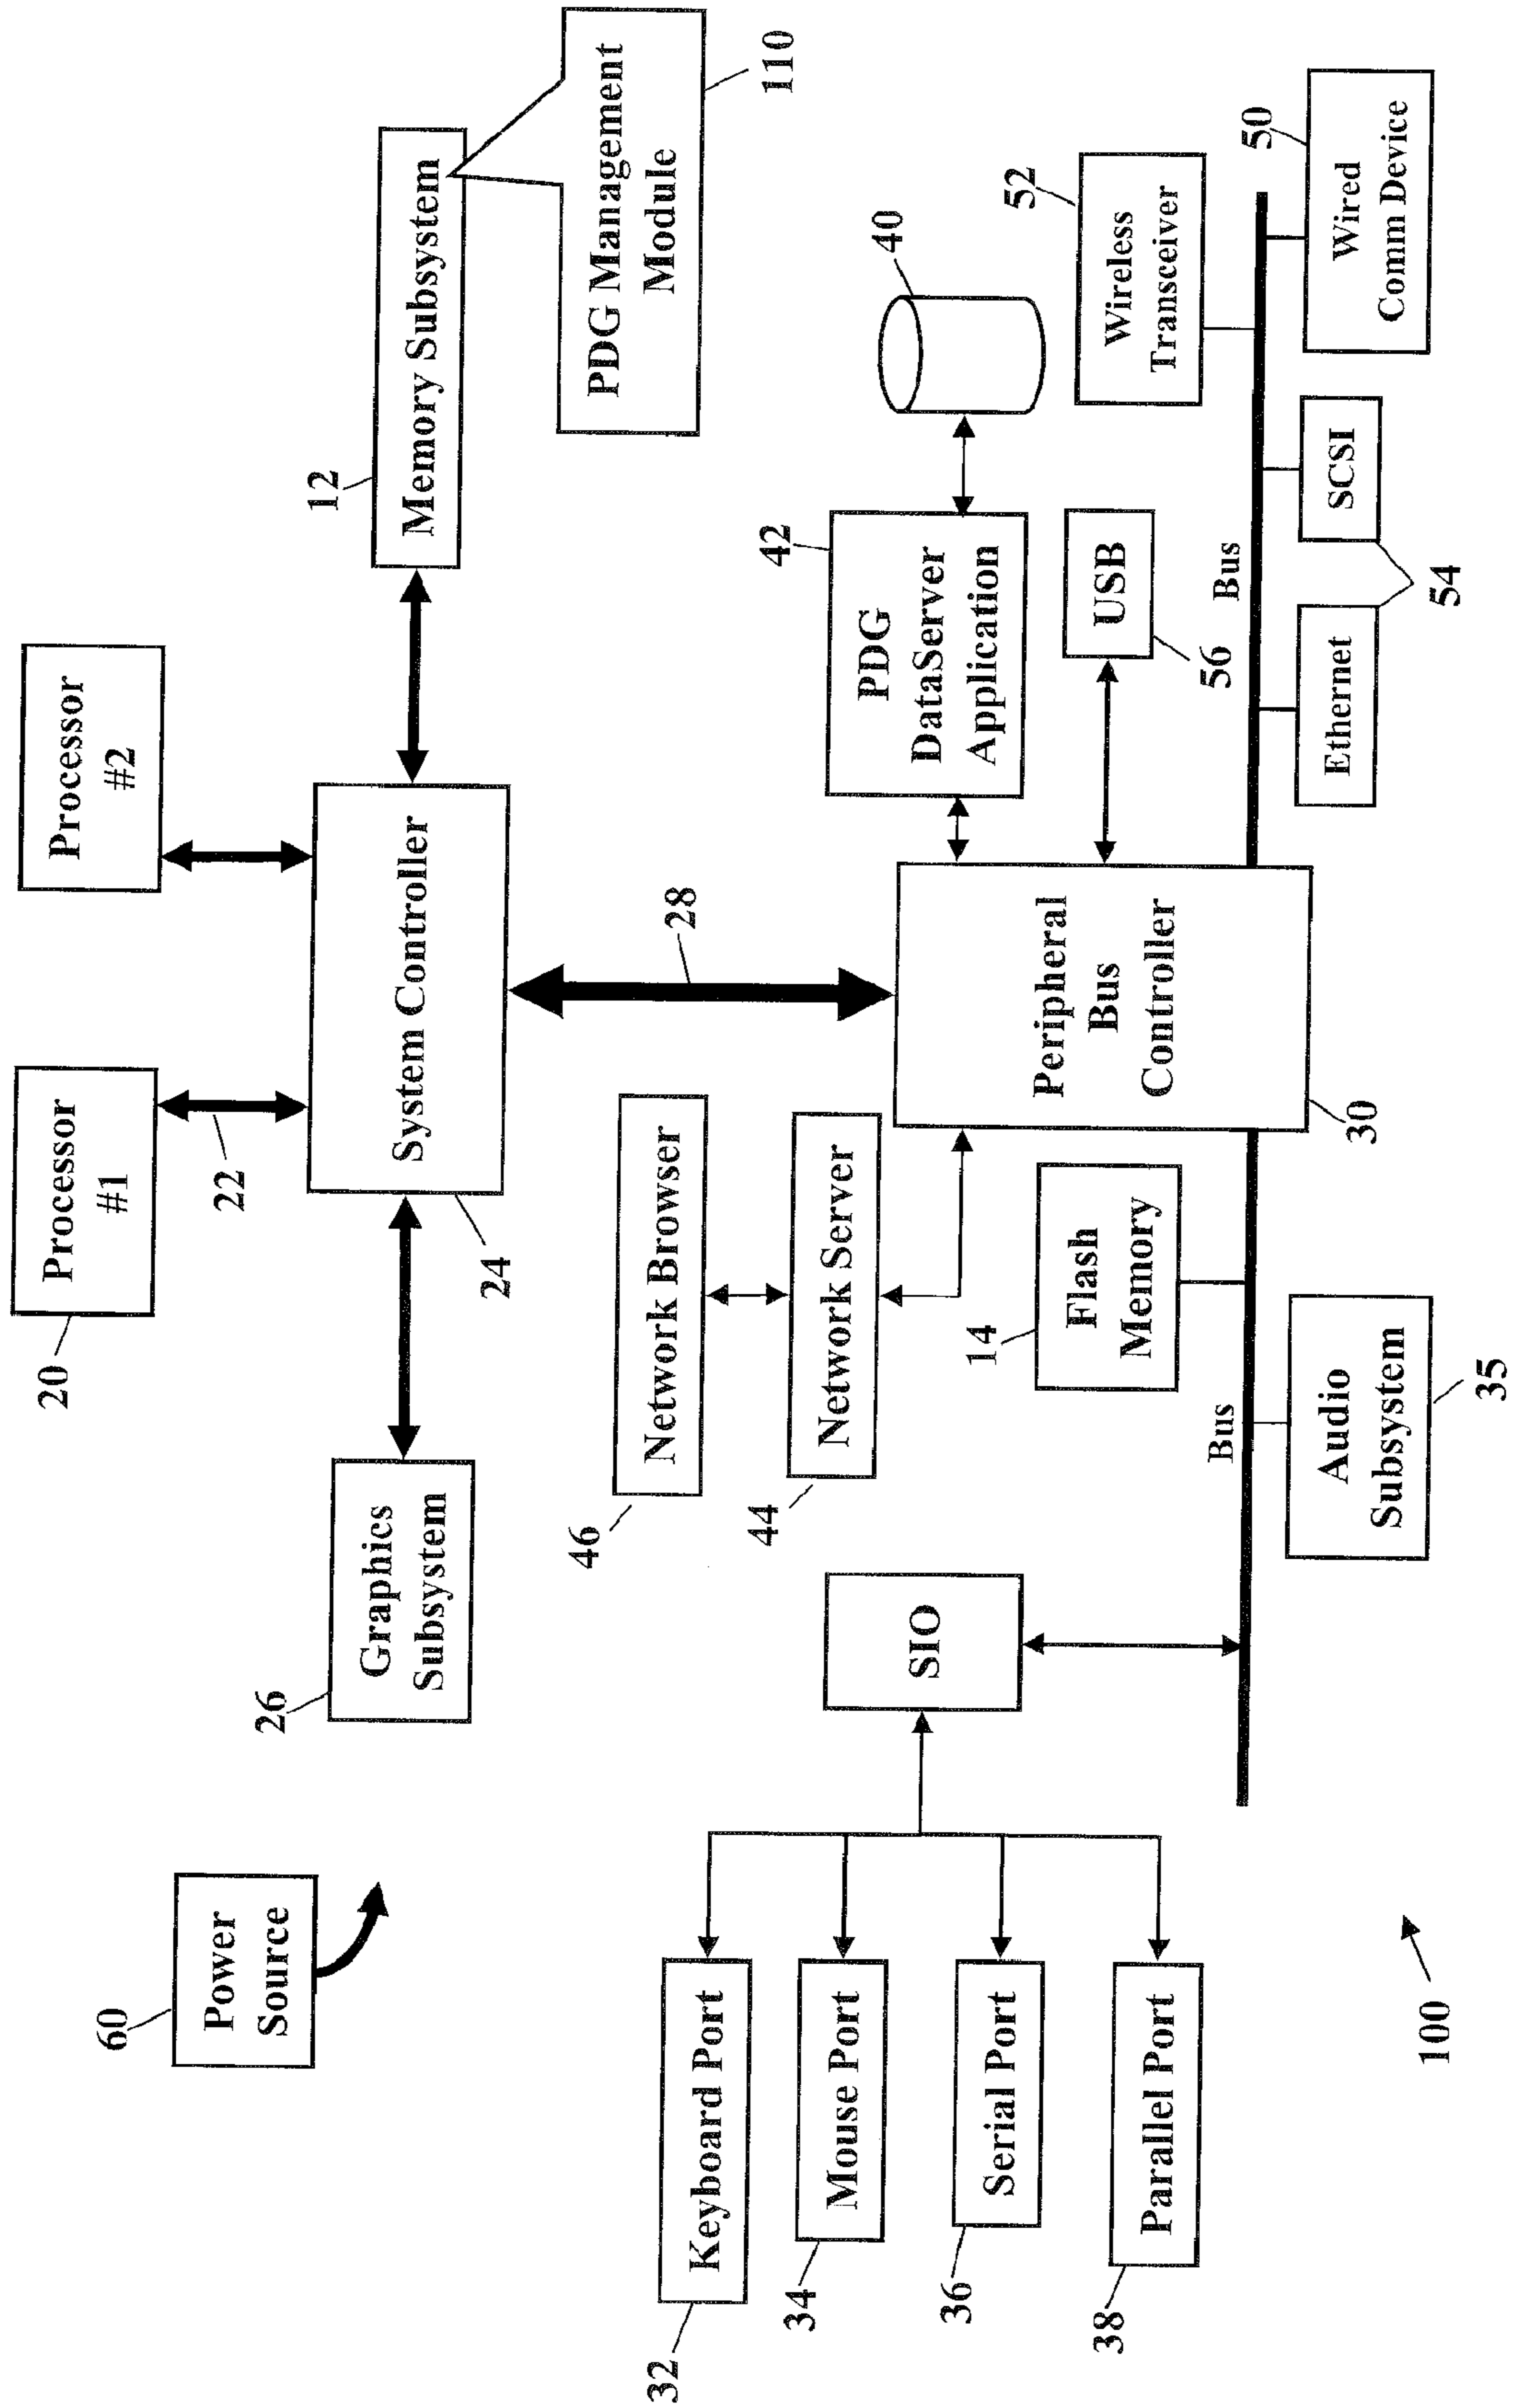 60
Power
Source
20
Processor
#1
22
Processor
#2
26
Graphics
Subsystem
24
System Controller
12
Memory Subsystem
PDG Management
Module
110
28
46
Network Browser
44
Network Server
32
Keyboard Port
34
Mouse Port
36
Serial Port
38
Parallel Port
SIO
14
Flash
Memory
Peripheral
Bus
Controller
30
42
PDG
DataServer
Application
40
USB
56
52
Wireless
Transceiver
Bus
Bus
Audio
Subsystem
35
Ethernet
SCSI
54
50
Wired
Comm Device
100